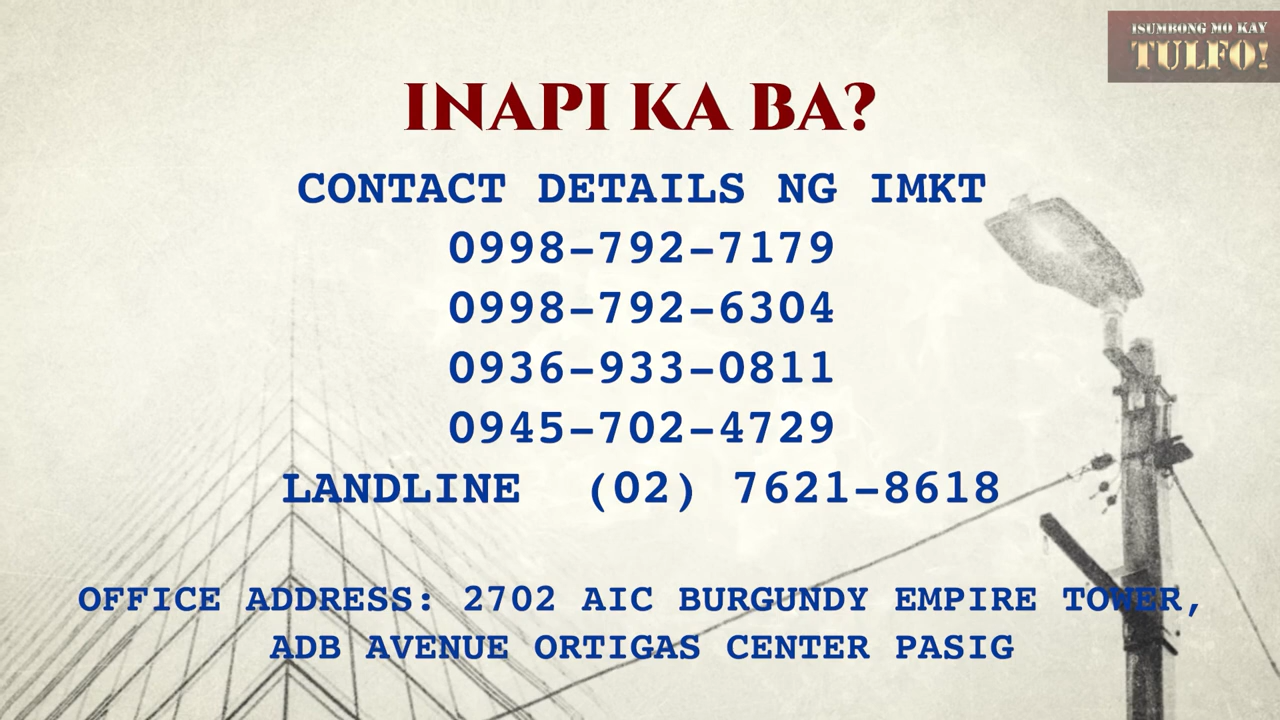 ISUMBONG MO KAY
TULFO!
INAPI KA BA?
CONTACT DETAILS NG IMKT
0998-792-7179
0998-792-6304
0936-933-0811
0945-702-4729
LANDLINE (02) 7621-8618
OFFICE ADDRESS: 2702 AIC BURGUNDY EMPIRE TOWER,
ADB AVENUE ORTIGAS CENTER PASIG